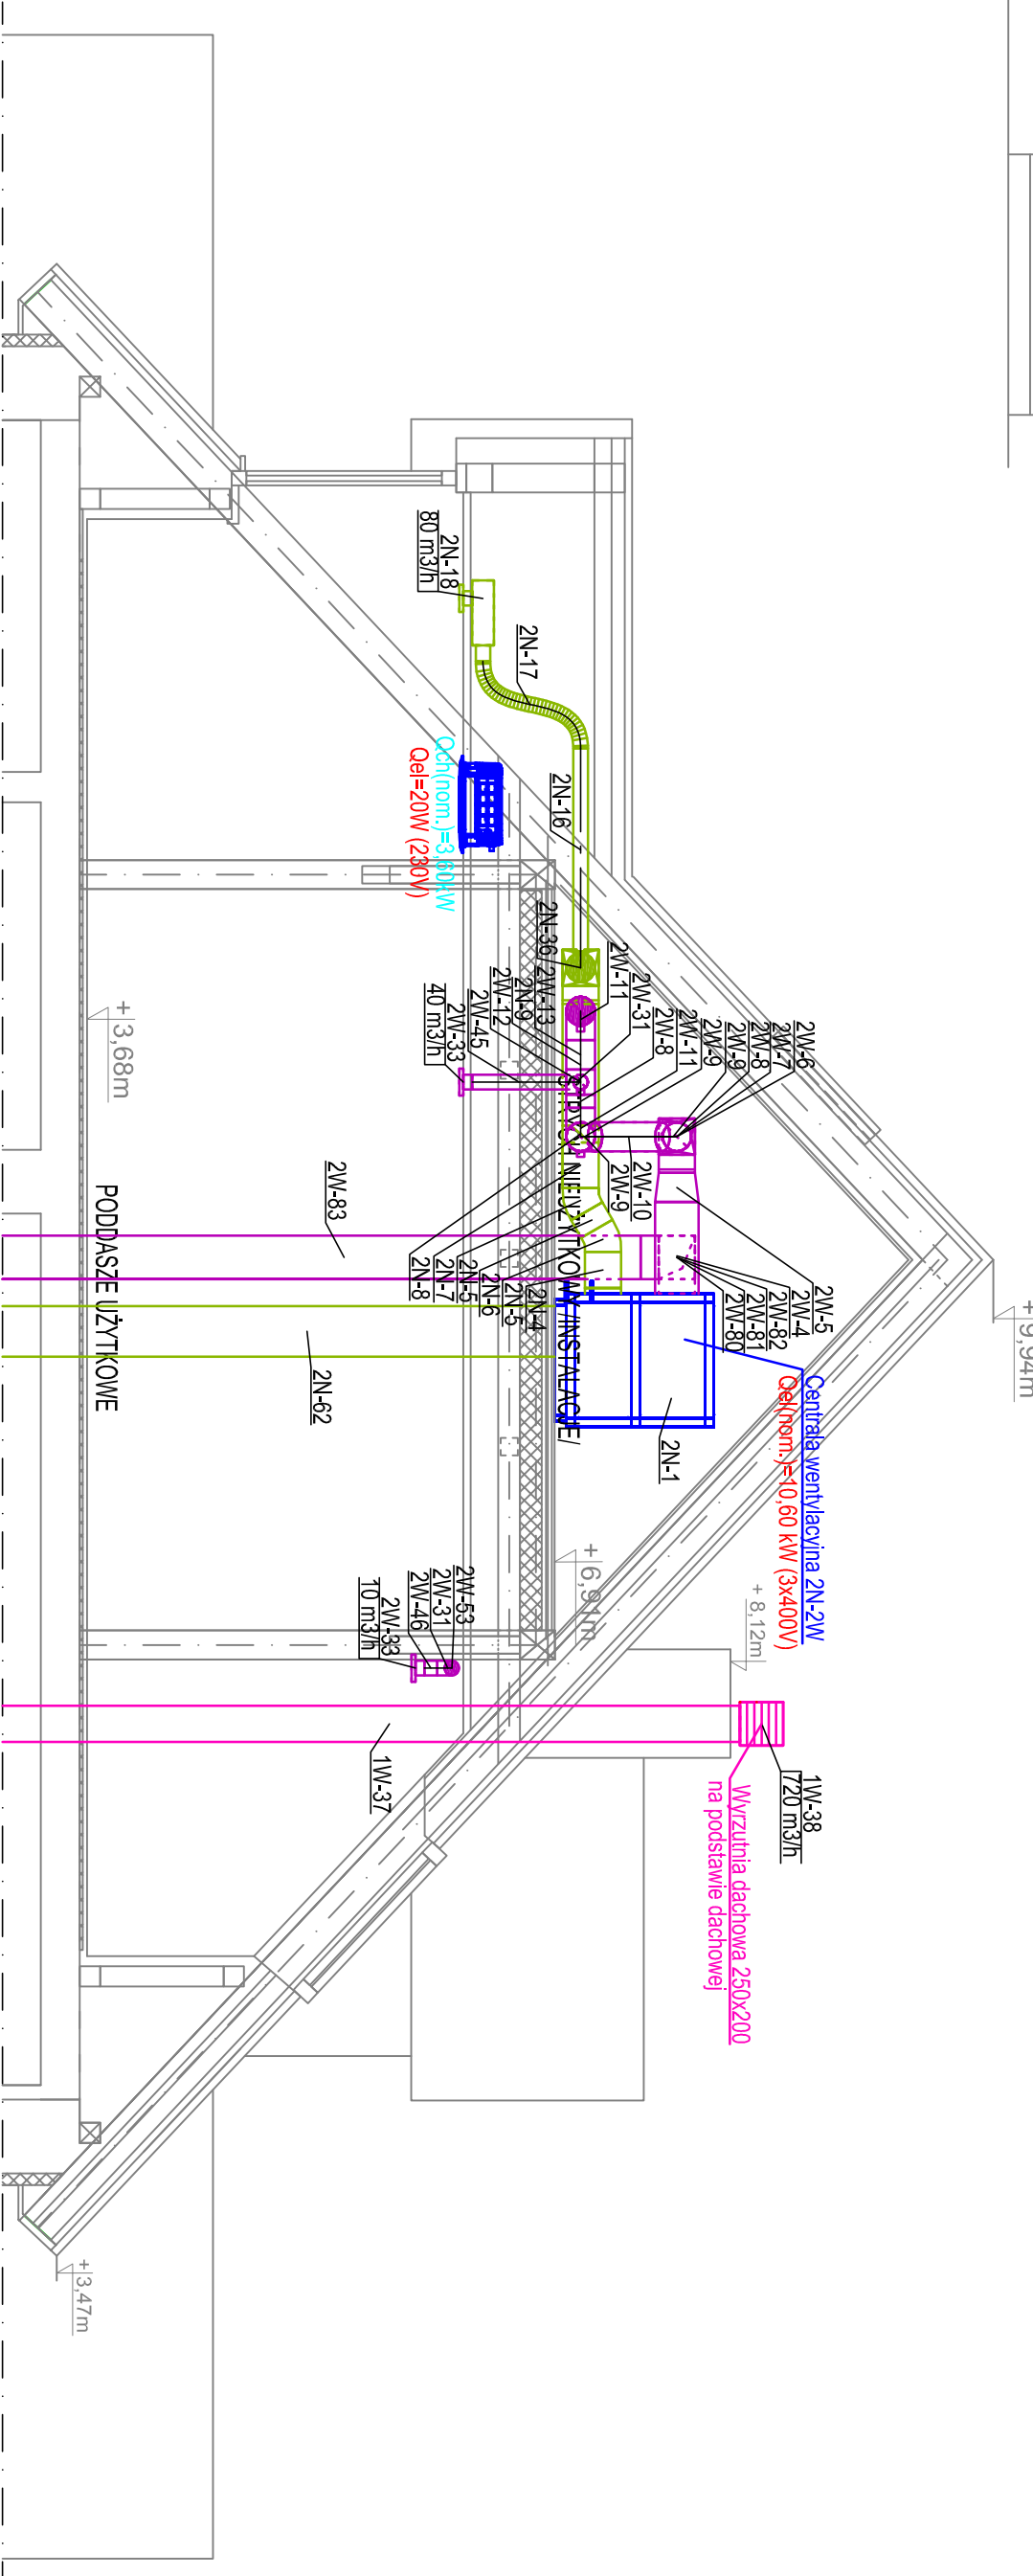 + 9,94m
2W-6
2W-7
2W-8
2W-9
2W-9
2W-11
2W-8
2W-31
2W-11
2W-5
2W-4
2W-82
2W-81
2W-80
Centrala wentylacyjna 2N-2W
Qel(nom.)=10,60 kW (3x400V)
+ 8,12m
1W-38
720 m3/h
Wyrzutnia dachowa 250x200
na podstawie dachowej
2N-17
2N-16
2N-18
80 m3/h
Qch(nom.)=3,60kW
Qel=20W (230V)
2N-36
2W-13
2N-9
2W-12
2W-45
2W-33
40 m3/h
2W-10
2W-9
STRYCH NIEUŻYTKOWY /INSTALACJE/
2N-4
2N-5
2N-6
2N-5
2N-7
2N-8
2N-1
+ 6,91m
2W-53
2W-31
2W-46
2W-33
10 m3/h
2W-83
2N-62
1W-37
+ 3,68m
PODDASZE UŻYTKOWE
+ 3,47m